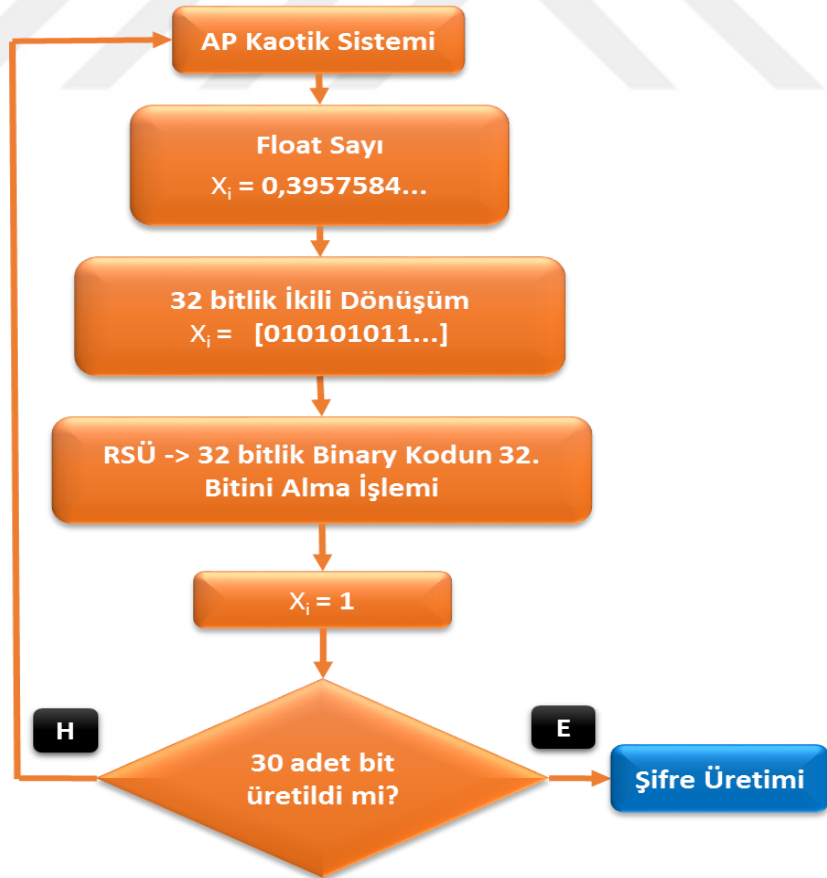 AP Kaotik Sistemi
Float Sayı
Xi = 0,3957584...
32 bitlik İkili Dönüşüm
Xi = [010101011...]
RSÜ -> 32 bitlik Binary Kodun 32.
Bitini Alma İşlemi
Xi = 1
H
E
30 adet bit
üretildi mi?
Şifre Üretimi